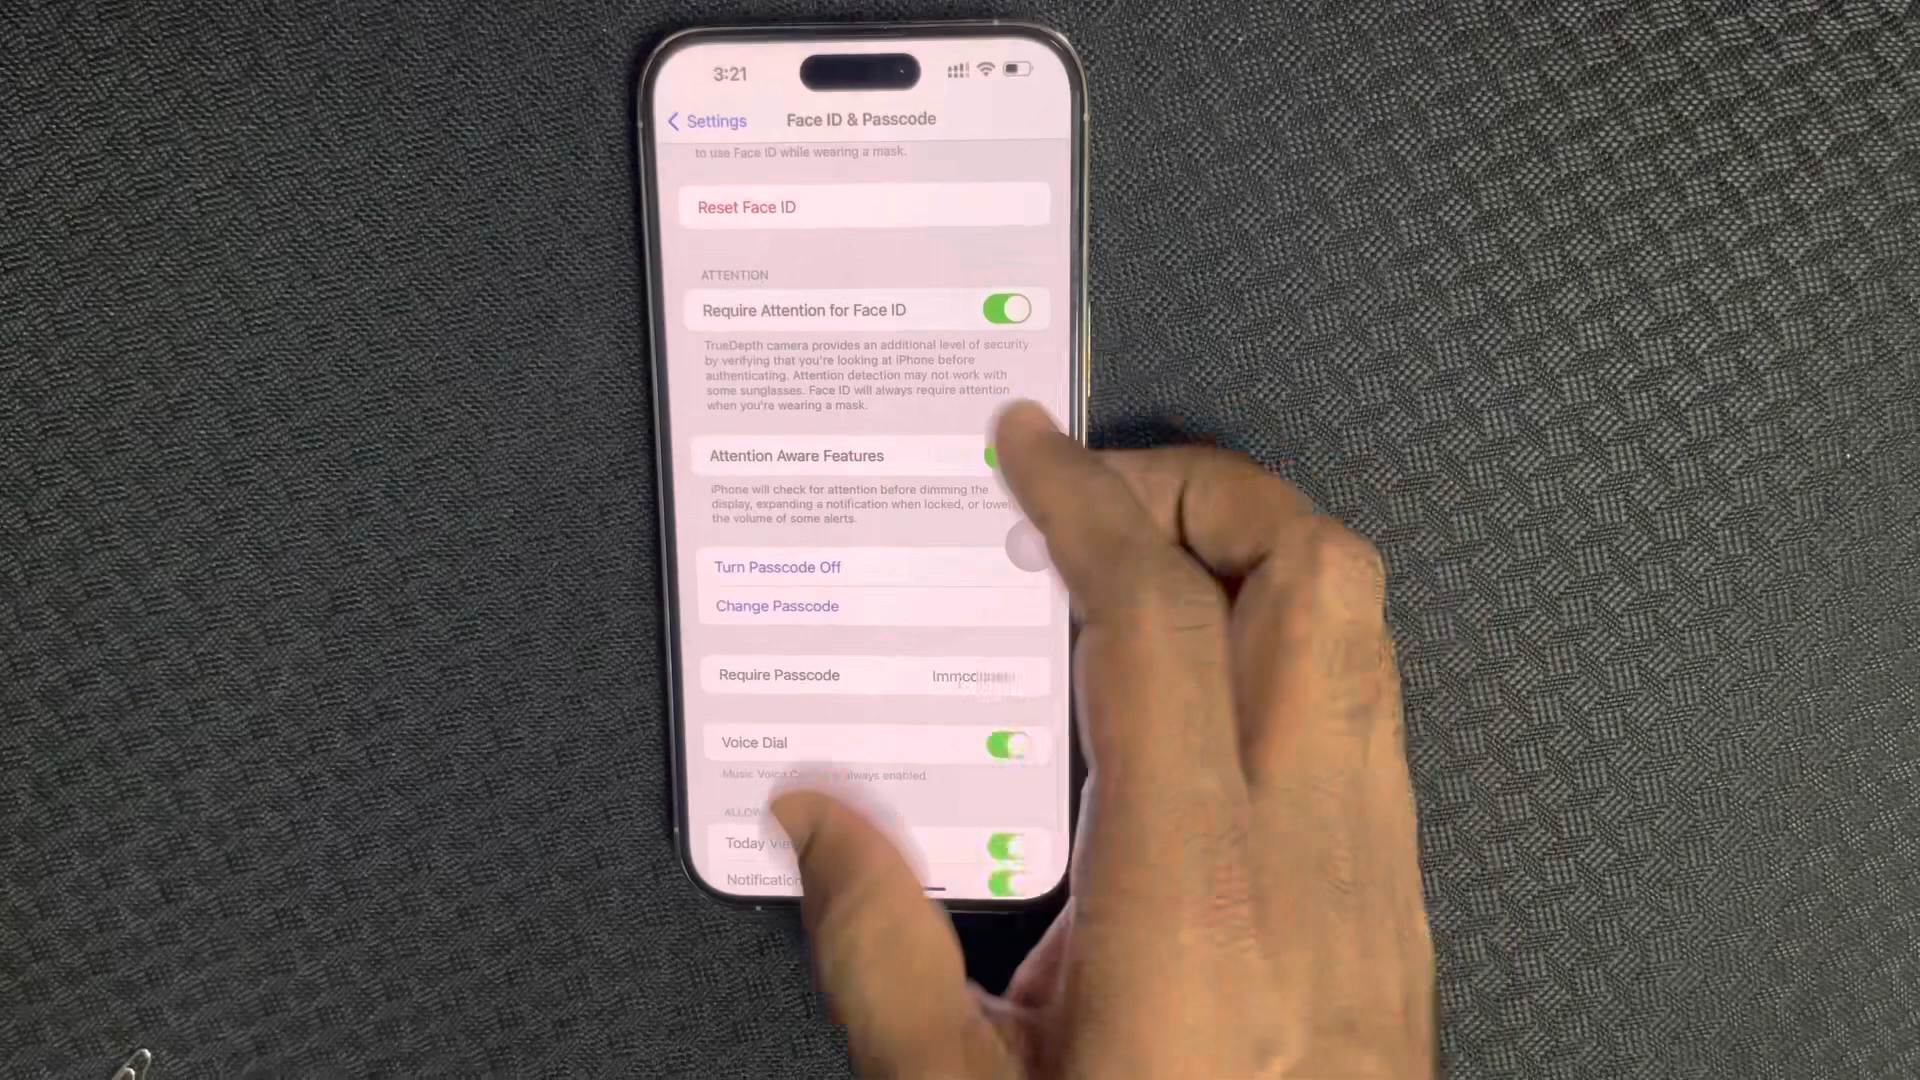 3:21
Settings
Face ID & Passcode
to use Face ID while wearing a mask.
Reset Face ID
ATTENTION
Require Attention for Face ID
TrueDepth camera provides an additional level of security
by verifying that you're looking at iPhone before
authenticating. Attention detection may not work with
some sunglasses. Face ID will always require attention
when you're wearing a mask.
Attention Aware Features
iPhone will check for attention before dimming the
display, expanding a notification when locked, or
the volume of some alerts.
Turn Passcode Off
Change Passcode
Require Passcode
Voice Dial
Music Voice always enabled
Today